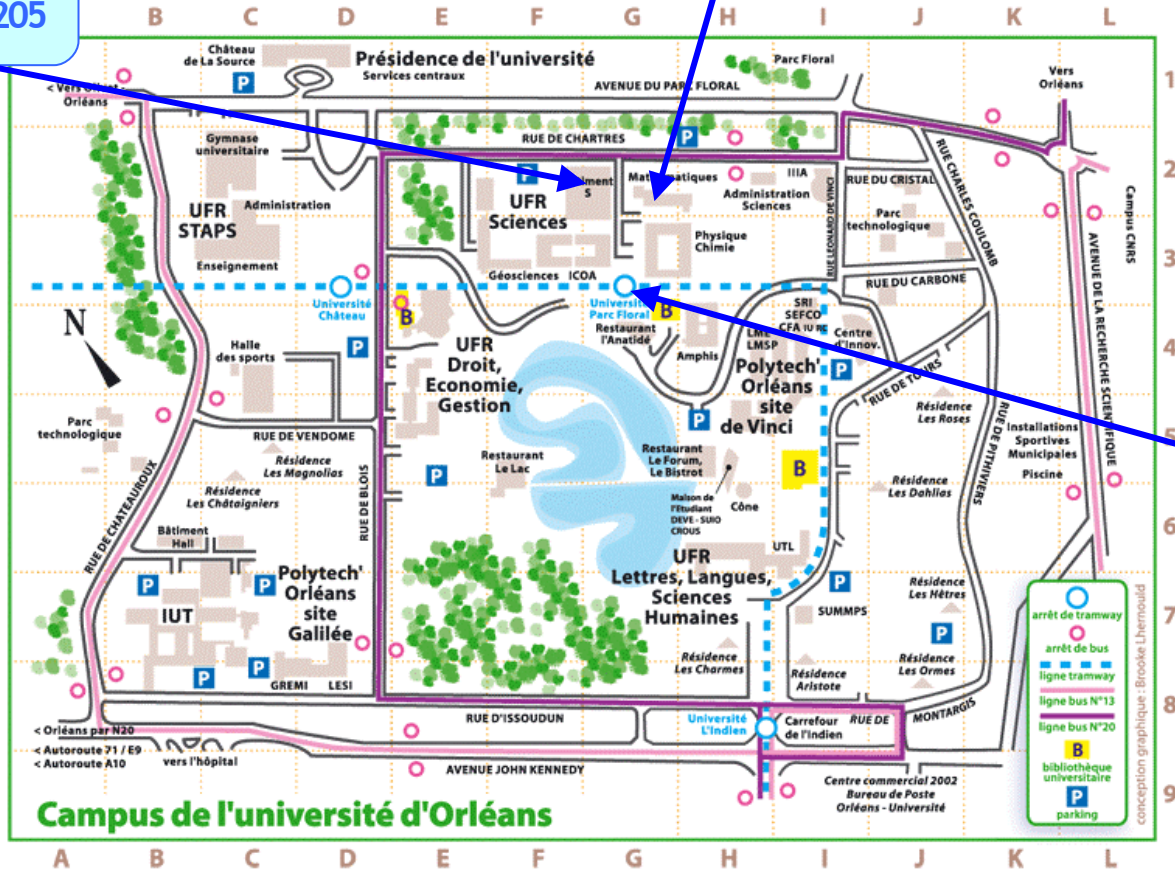 205
B C D E F G H I J K L
Château
de La Source
P
Présidence de l'université
Services centraux
Parc Floral
Vers
Orléans
1
AVENUE DU PARC FLORAL
< Vers
Orléans
RUE DE CHARTRES
P
Gymnase
universitaire
P
S
Mathématiques
IIIA
Administration
Sciences
RUE DU CRISTAL
RUE CHARLES COULOMB
2
UFR
STAPS
Administration
UFR
Sciences
RUE LEONARD DE VINCI
Parc
technologique
Campus CNRS
Physique
Chimie
Enseignement
Géosciences
ICOA
RUE DU CARBONE
3
Université
Château
Université
Parc Floral
B
B
N
Restaurant
l'Anatidé
SRI
SEFCO
CFA IU RE
Centre
d'Innov.
AVENUE DE LA RECHERCHE SCIENTIFIQUE
Halle
des sports
P
UFR
Droit,
Economie,
Gestion
Amphis
LME
LMSP
Polytech'
Orléans
site
de Vinci
P
RUE DE TOURS
4
Résidence
Les Roses
Parc
technologique
P
RUE DE VENDOME
Résidence
Les Magnolias
Restaurant
Le Lac
P
Restaurant
Le Forum,
Le Bistrot
B
RUE DE PITHIVIERS
Installations
Sportives
Municipales
Piscine
5
Résidence
Les Châtaigniers
RUE DE BLOIS
Maison de
l'Etudiant
DEVE - SUIO
CROUS
Cône
Résidence
Les Dahlias
RUE DE CHATEAUROUX
Bâtiment
Hall
UTL
6
P
P
Polytech'
Orléans
site
Galilée
UFR
Lettres, Langues,
Sciences
Humaines
P
SUMMPS
Résidence
Les Hêtres
IUT
P
7
P
P
GREMI
LESI
Résidence
Les Charmes
Résidence
Aristote
Résidence
Les Ormes
RUE D'ISSOUDUN
Université
L'Indien
Carrefour
de l'Indien
RUE DE
MONTARGIS
8
< Orléans par N20
< Autoroute 71 / E9
< Autoroute A10
vers l'hôpital
AVENUE JOHN KENNEDY
Centre commercial 2002
Bureau de Poste
Orléans - Université
9
arrêt de tramway
arrêt de bus
ligne tramway
ligne bus N°13
ligne bus N°20
B
bibliothèque
universitaire
P
parking
conception graphique : Brooke Lhernould
Campus de l'université d'Orléans
A B C D E F G H I J K L